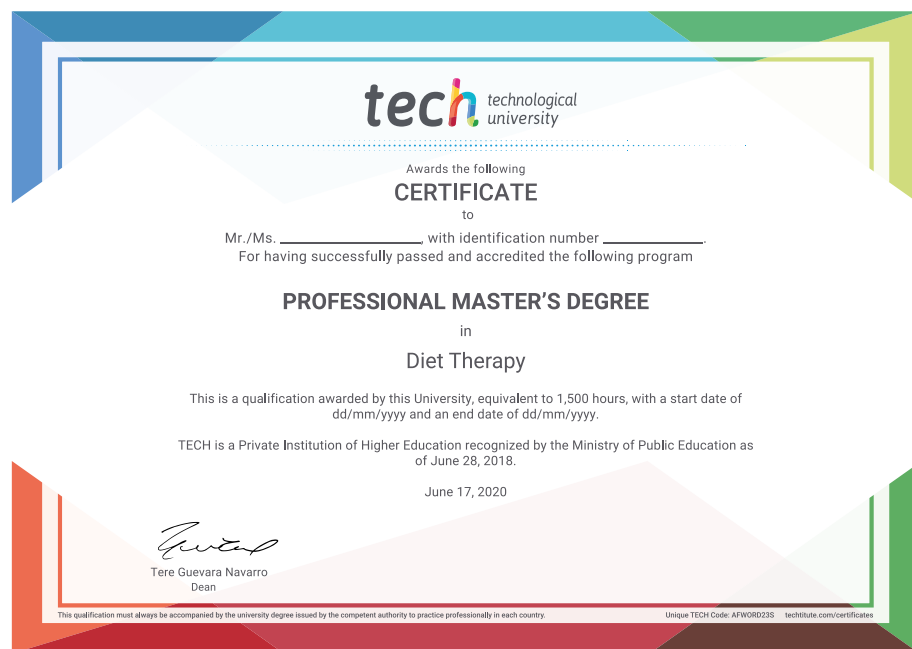 tech technological
university
Awards the following
CERTIFICATE
to
Mr./Ms. ____________________, with identification number ______________.
For having successfully passed and accredited the following program
PROFESSIONAL MASTER'S DEGREE
in
Diet Therapy
This is a qualification awarded by this University, equivalent to 1,500 hours, with a start date of
dd/mm/yyyy and an end date of dd/mm/yyyy.
TECH is a Private Institution of Higher Education recognized by the Ministry of Public Education as
of June 28, 2018.
June 17, 2020
Tere Guevara Navarro
Dean
This qualification must always be accompanied by the university degree issued by the competent authority to practice professionally in each country.
Unique TECH Code: AFWORD23S techtitute.com/certificates